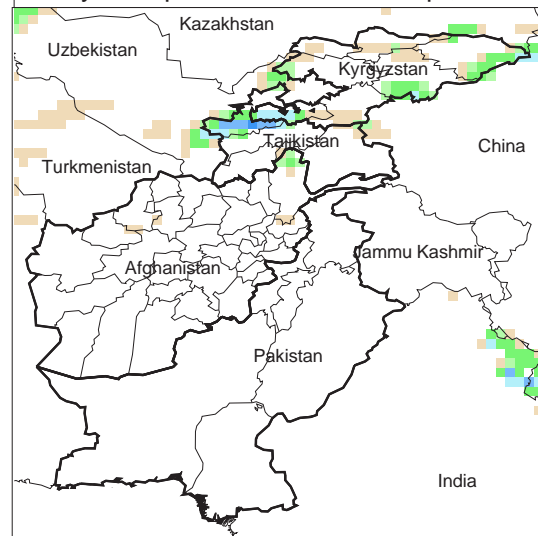 Kazakhstan
Uzbekistan
Kyrgyzstan
Tajikistan
China
Turkmenistan
Jammu Kashmir
Afghanistan
Pakistan
India